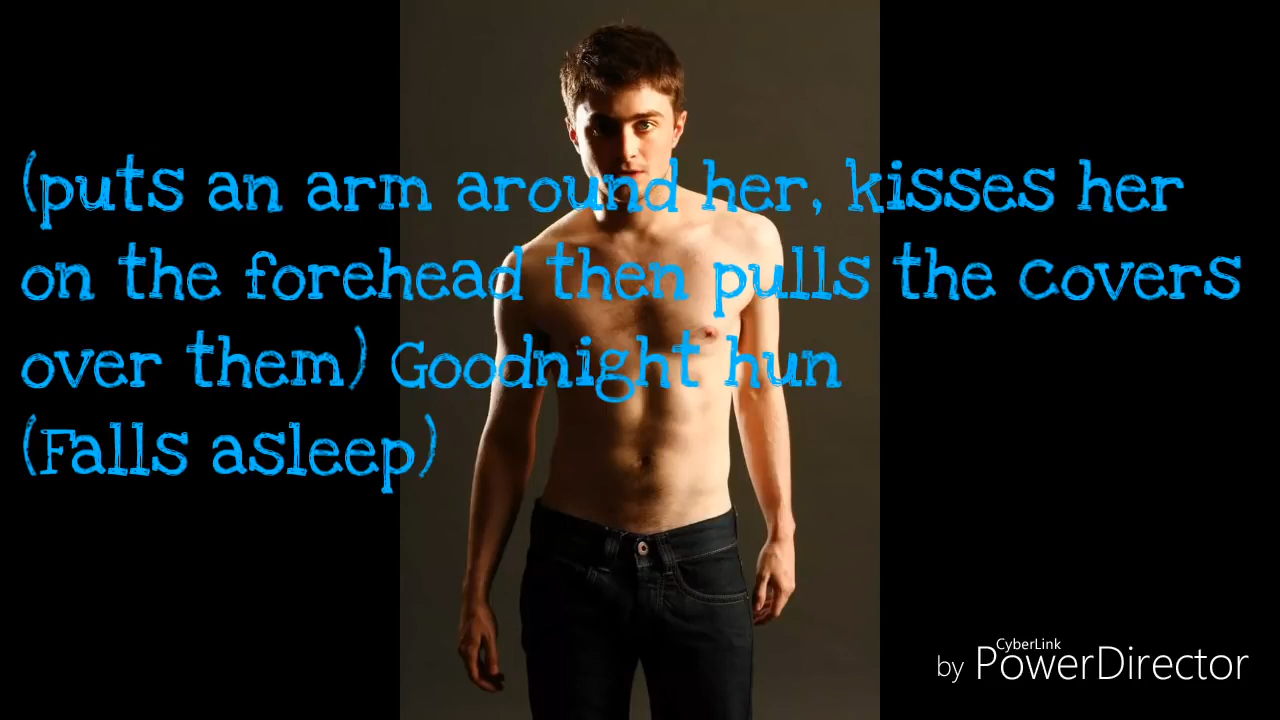 (puts an arm around her, kisses her
on the forehead then pulls the covers
over them) Goodnight hun
(Falls asleep)
CyberLink
by PowerDirector